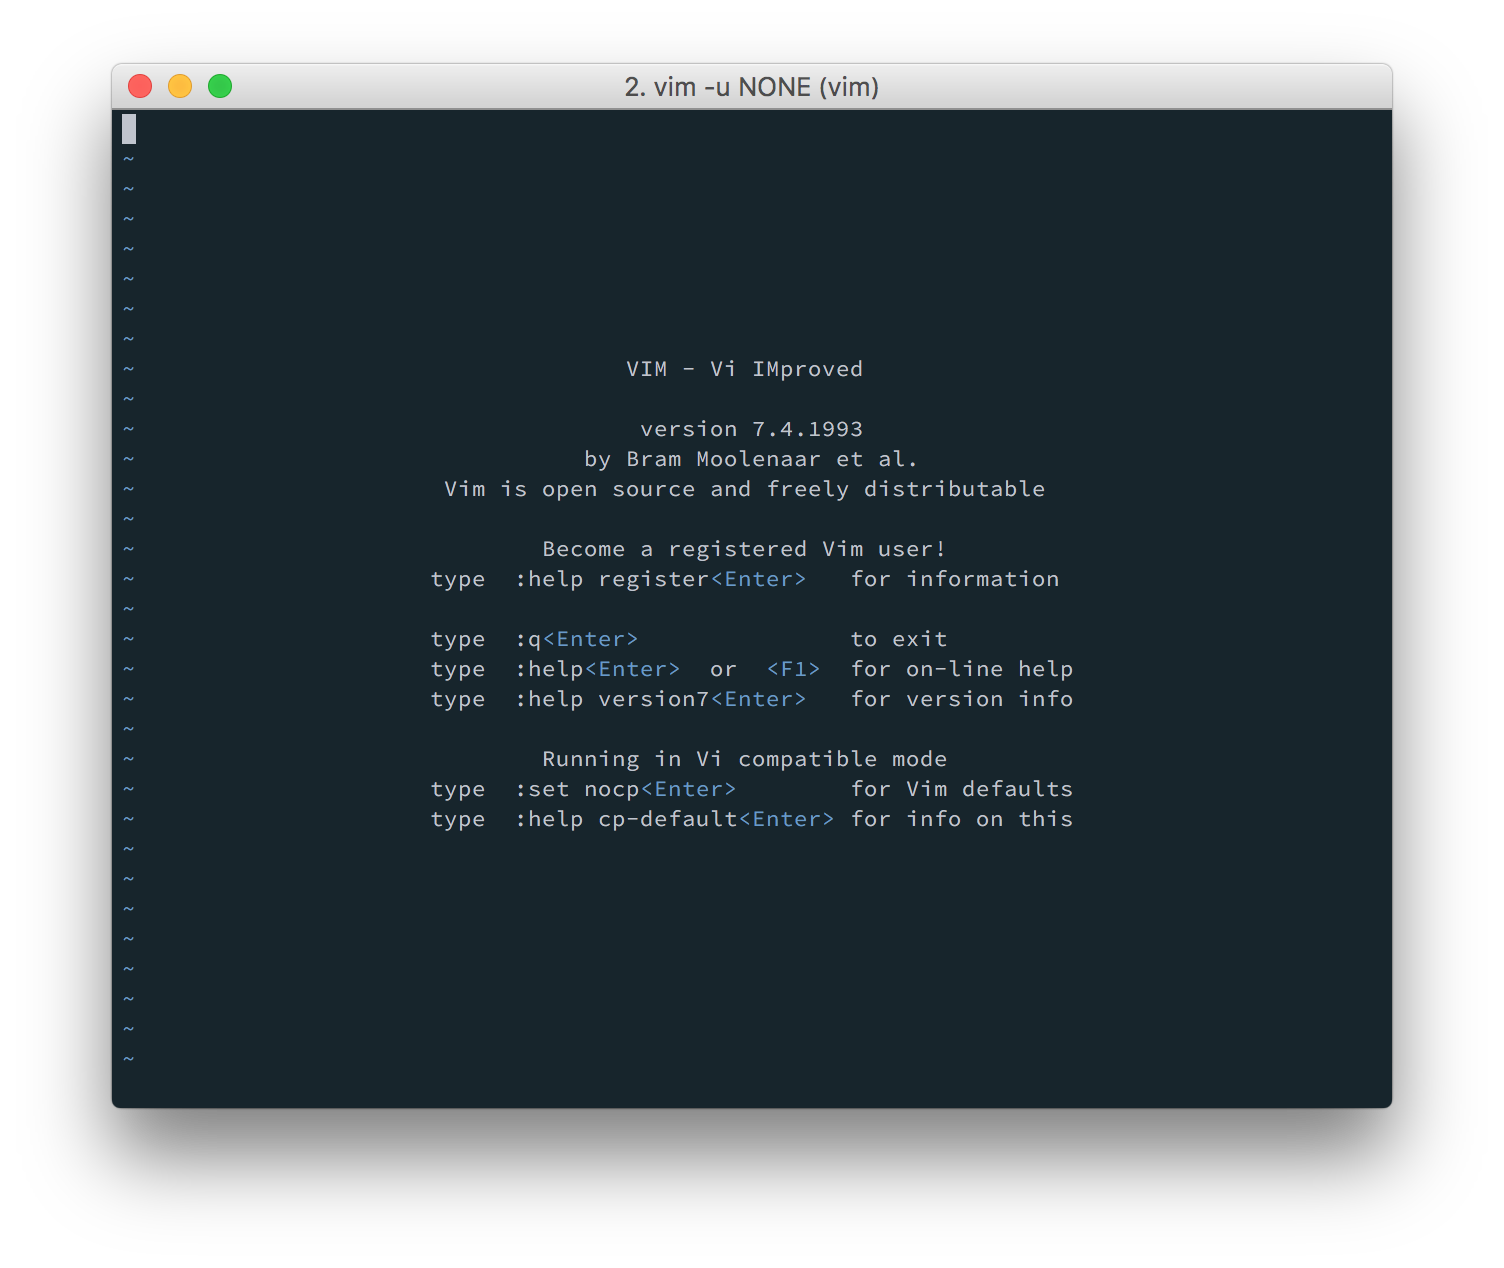 2. vim -u NONE (vim)
~
~
~
~
~
~
~
~ VIM - Vi IMproved
~
~ version 7.4.1993
~ by Bram Moolenaar et al.
~ Vim is open source and freely distributable
~
~ Become a registered Vim user!
~ type  :help register<Enter>   for information
~
~ type  :q<Enter>               to exit
~ type  :help<Enter>  or  <F1>  for on-line help
~ type  :help version7<Enter>   for version info
~
~ Running in Vi compatible mode
~ type  :set nocp<Enter>        for Vim defaults
~ type  :help cp-default<Enter> for info on this
~
~
~
~
~
~
~
~